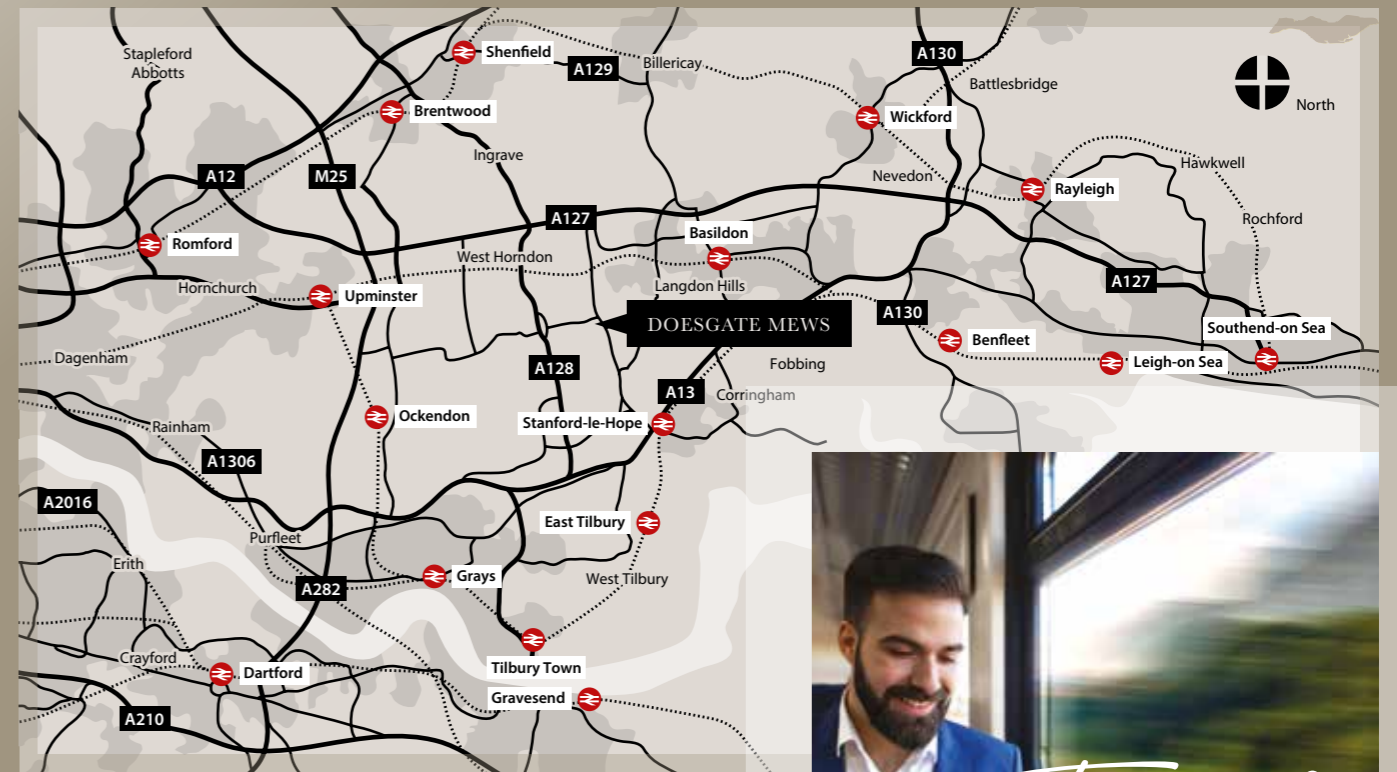 Stapleford
Abbotts
Shenfield
A129
Billericay
A130
Battlesbridge
North
Brentwood
Wickford
Ingrave
A12
M25
Nevedon
Rayleigh
Hawkwell
A127
Rochford
Romford
Basildon
West Horndon
Hornchurch
Upminster
Langdon Hills
A127
DOESGATE MEWS
A130
Southend-on Sea
Benfleet
Dagenham
A128
Fobbing
Leigh-on Sea
A13
Corringham
Ockendon
Stanford-le-Hope
Rainham
A1306
A2016
East Tilbury
Purfleet
Erith
Grays
West Tilbury
A282
Crayford
Dartford
Tilbury Town
Gravesend
A210